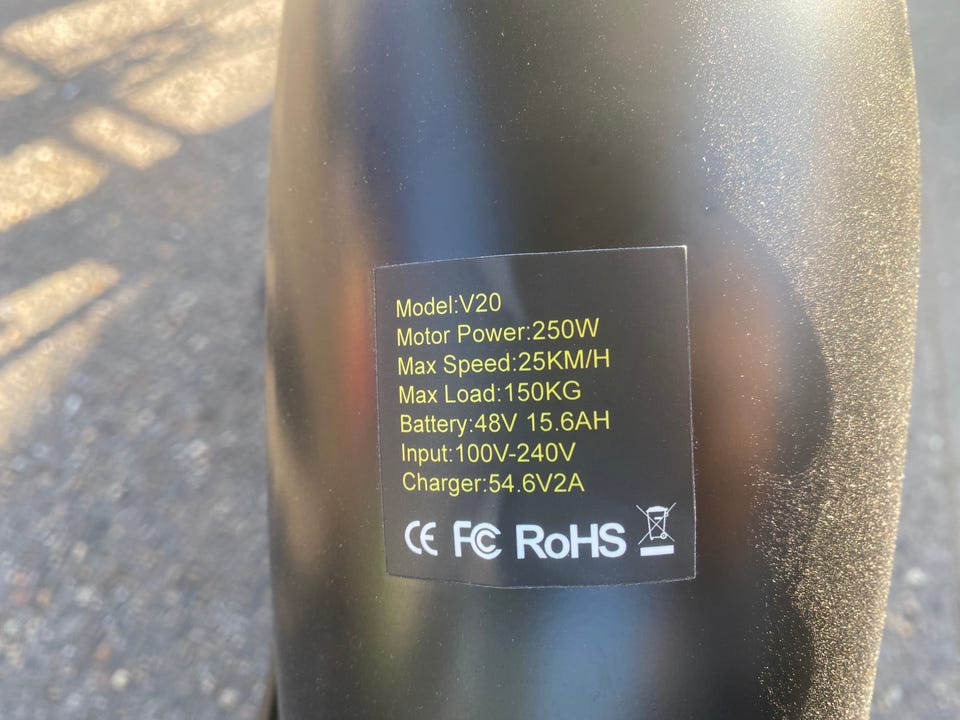 Model:V20
Motor Power:250W
Max Speed:25KM/H
Max Load:150KG
Battery:48V 15.6AH
Input:100V-240V
Charger:54.6V2A
CE FC RoHS